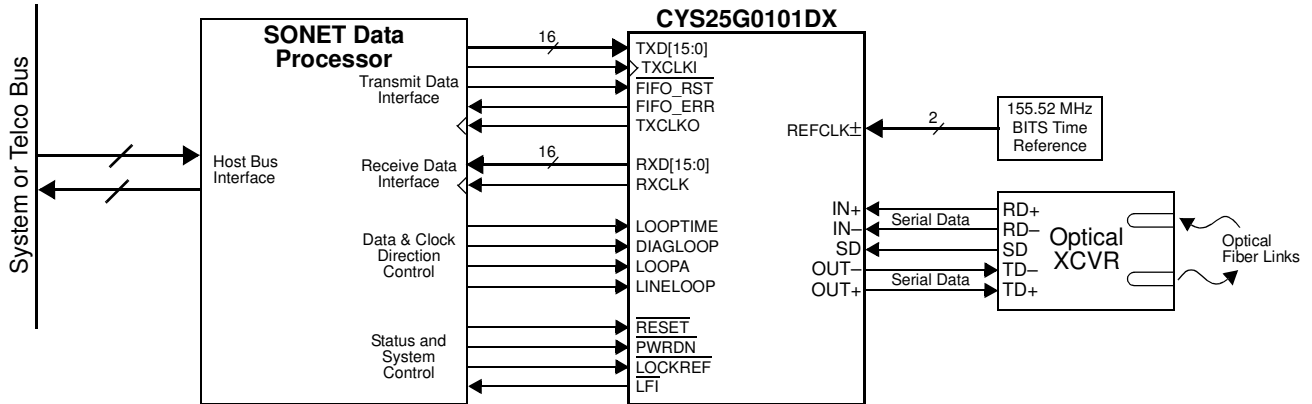 System or Telco Bus
SONET Data
Processor
Host Bus
Interface
Transmit Data
Interface
Receive Data
Interface
Data & Clock
Direction
Control
Status and
System
Control
16
16
CYS25G0101DX
TXD[15:0]
TXCLKI
FIFO_RST
FIFO_ERR
TXCLKO
RXD[15:0]
RXCLK
LOOPTIME
DIAGLOOP
LOOPA
LINELOOP
RESET
PWRDN
LOCKREF
LFI
REFCLK±
IN+
IN–
SD
OUT–
OUT+
2
155.52 MHz
BITS Time
Reference
Serial Data
Serial Data
RD+
RD–
SD
TD–
TD+
Optical
XCVR
Optical
Fiber Links